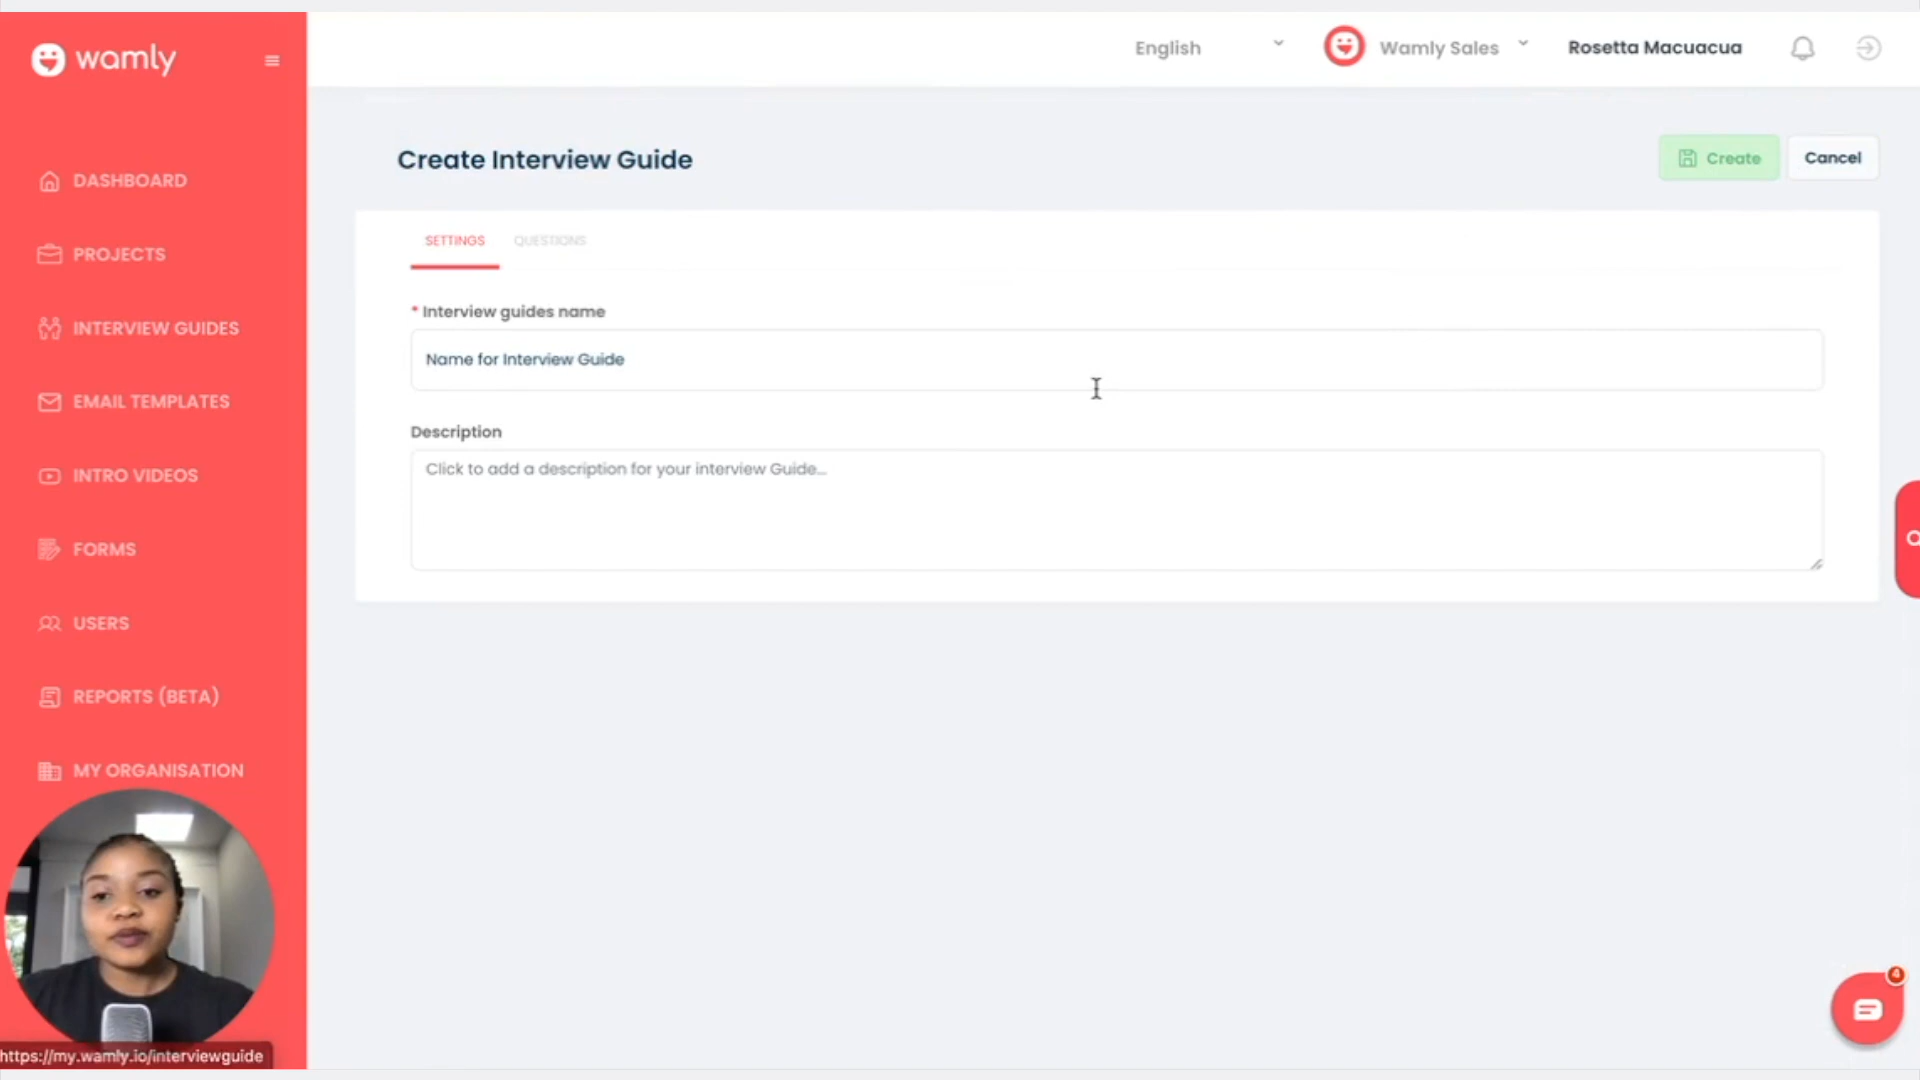 wamly
English
Wamly Sales
Rosetta Macuacua
DASHBOARD
PROJECTS
INTERVIEW GUIDES
EMAIL TEMPLATES
INTRO VIDEOS
FORMS
USERS
REPORTS (BETA)
MY ORGANISATION
Create Interview Guide
Create
Cancel
SETTINGS
QUESTIONS
* Interview guides name
Name for Interview Guide
Description
Click to add a description for your interview Guide...
4
https://my.wamly.io/interviewguide